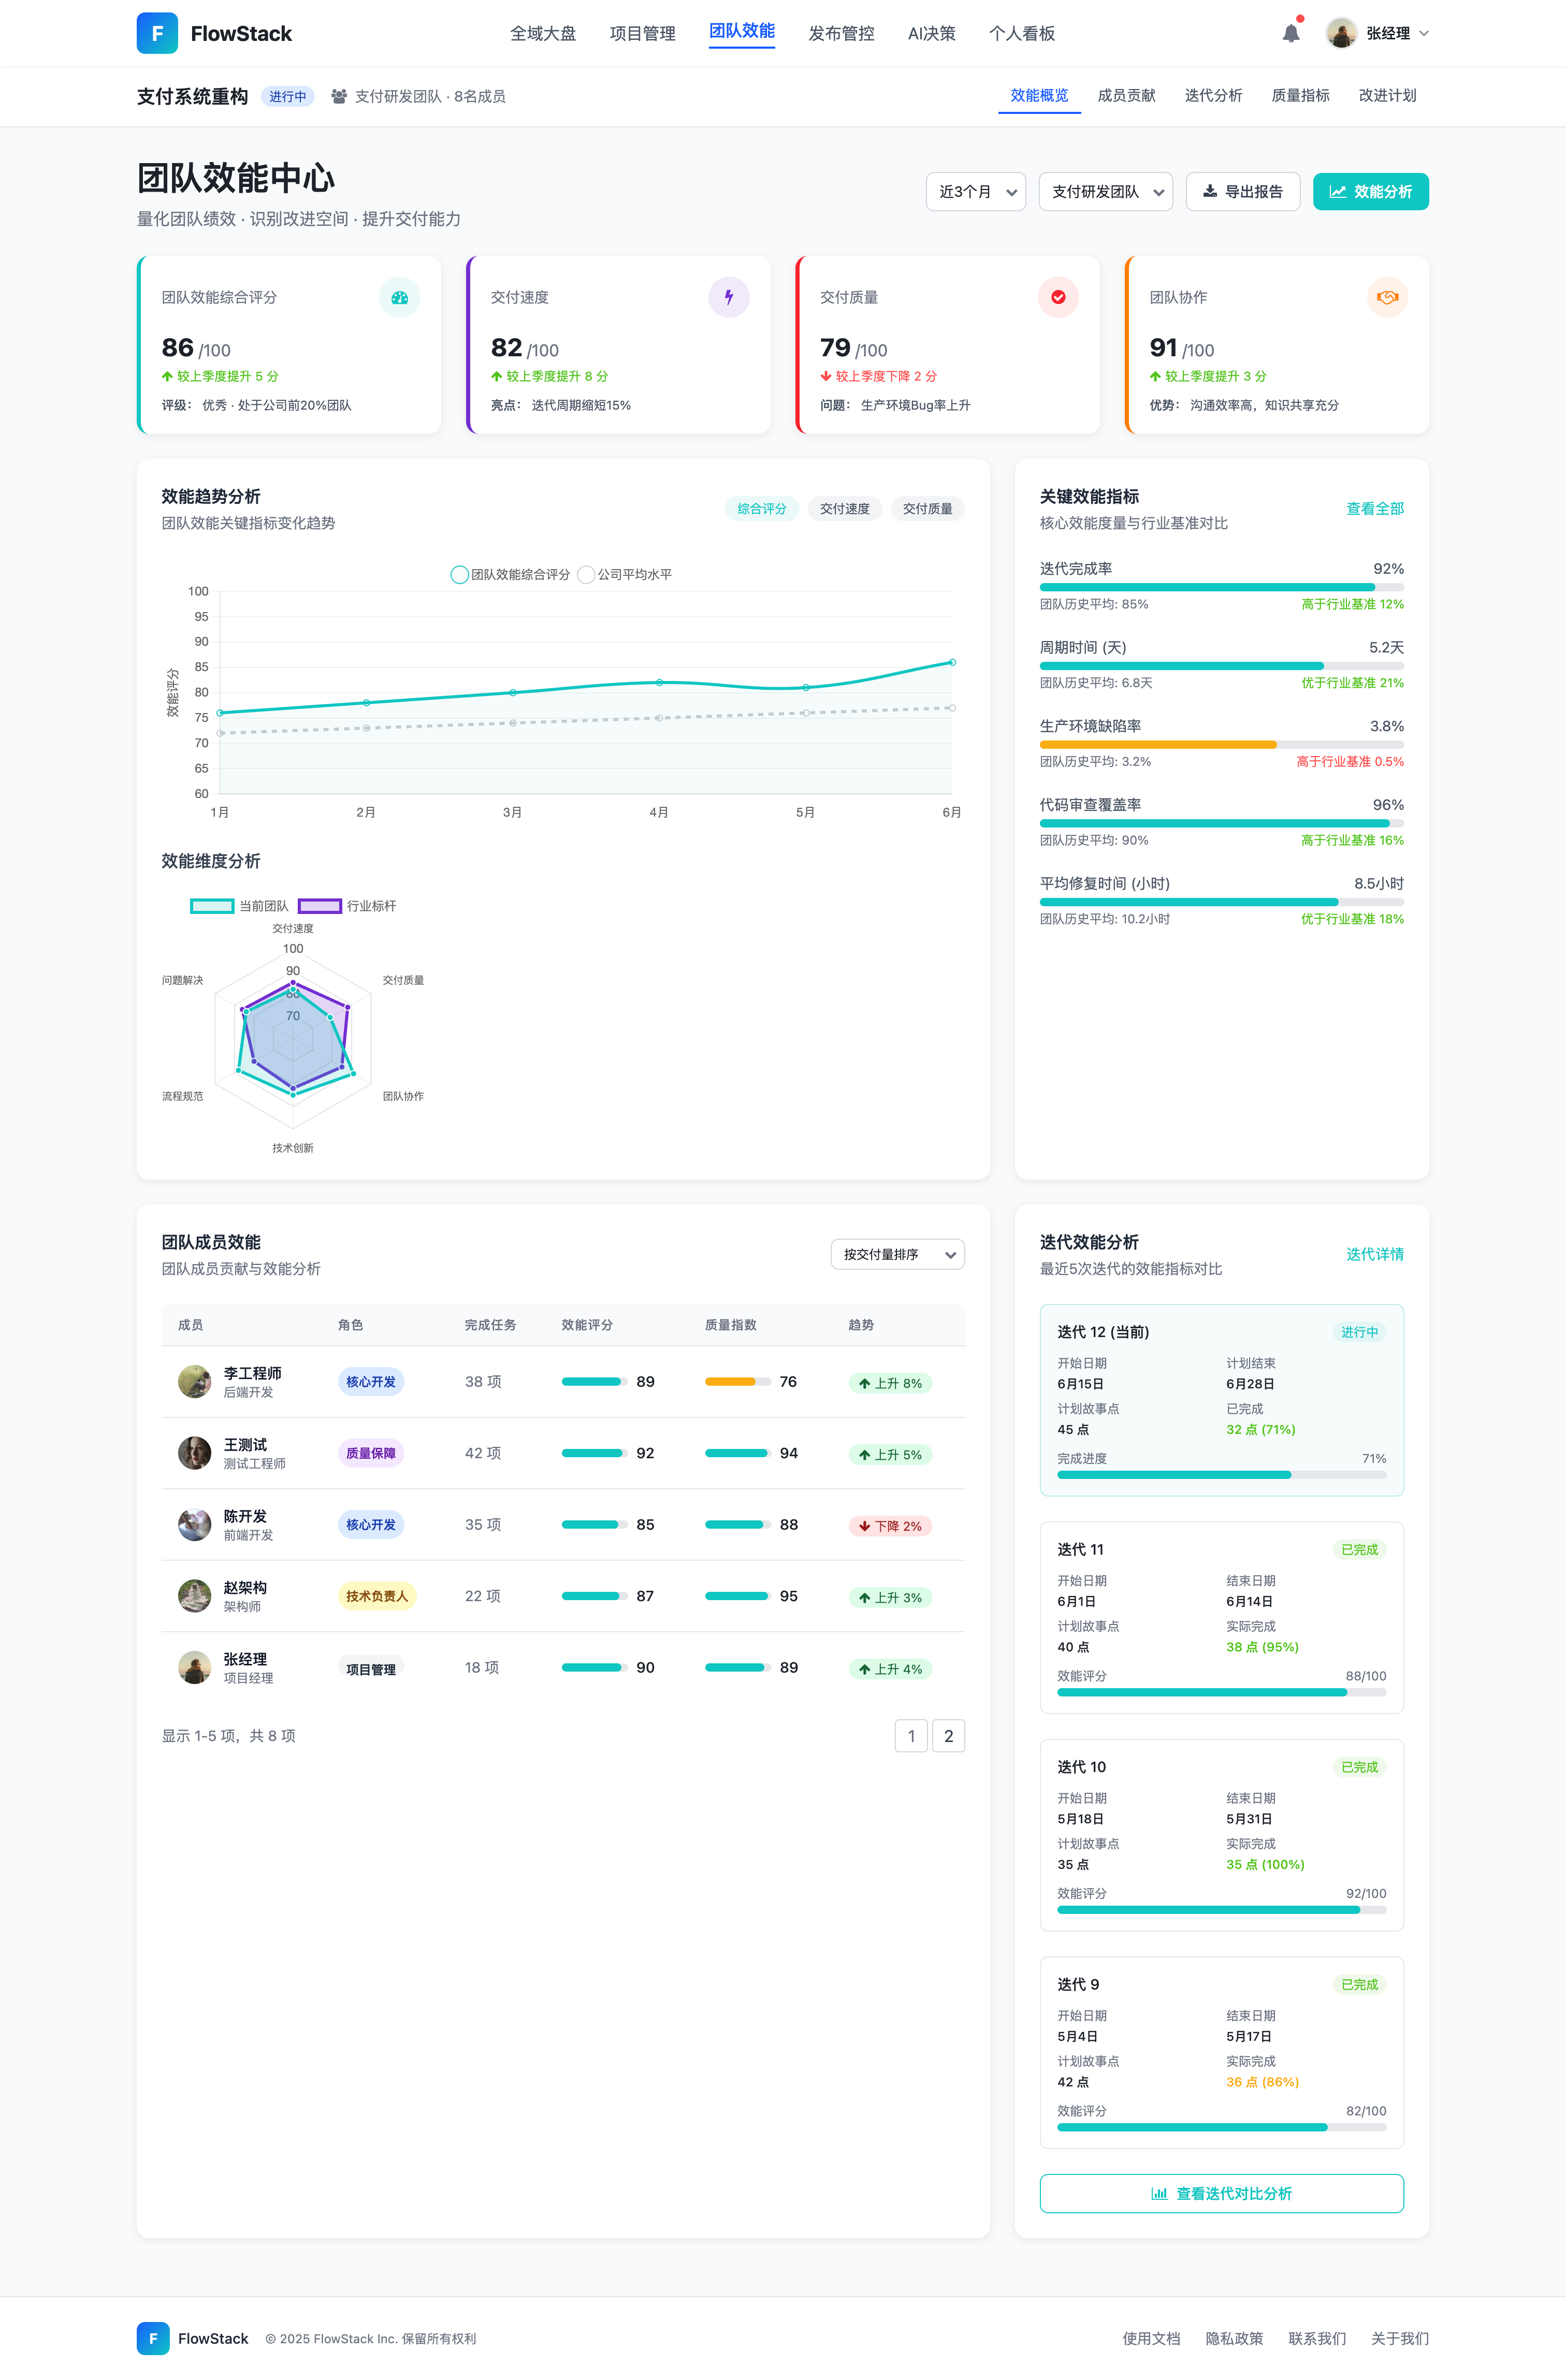 F FlowStack
全域大盘 项目管理 团队效能 发布管控 AI决策 个人看板
张经理
支付系统重构 进行中 支付研发团队 · 8名成员
效能概览 成员贡献 迭代分析 质量指标 改进计划
团队效能中心
量化团队绩效 · 识别改进空间 · 提升交付能力
近3个月 支付研发团队 导出报告 效能分析
团队效能综合评分
86 /100
较上季度提升 5 分
评级： 优秀 · 处于公司前20%团队
交付速度
82 /100
较上季度提升 8 分
亮点： 迭代周期缩短15%
交付质量
79 /100
较上季度下降 2 分
问题： 生产环境Bug率上升
团队协作
91 /100
较上季度提升 3 分
优势： 沟通效率高，知识共享充分
效能趋势分析
团队效能关键指标变化趋势
综合评分 交付速度 交付质量
团队效能综合评分 公司平均水平
效能评分
100
95
90
85
80
75
70
65
60
1月 2月 3月 4月 5月 6月
效能维度分析
当前团队 行业标杆
交付速度
100
90
80
70
问题解决 交付质量
流程规范 团队协作
技术创新
关键效能指标
核心效能度量与行业基准对比
查看全部
迭代完成率 92%
团队历史平均: 85% 高于行业基准 12%
周期时间 (天) 5.2天
团队历史平均: 6.8天 优于行业基准 21%
生产环境缺陷率 3.8%
团队历史平均: 3.2% 高于行业基准 0.5%
代码审查覆盖率 96%
团队历史平均: 90% 高于行业基准 16%
平均修复时间 (小时) 8.5小时
团队历史平均: 10.2小时 优于行业基准 18%
团队成员效能
团队成员贡献与效能分析
按交付量排序
成员 角色 完成任务 效能评分 质量指数 趋势
李工程师 核心开发 38 项 89 76 上升 8%
后端开发
王测试 质量保障 42 项 92 94 上升 5%
测试工程师
陈开发 核心开发 35 项 85 88 下降 2%
前端开发
赵架构 技术负责人 22 项 87 95 上升 3%
架构师
张经理 项目管理 18 项 90 89 上升 4%
项目经理
显示 1-5 项，共 8 项 1 2
迭代效能分析
最近5次迭代的效能指标对比
迭代详情
迭代 12 (当前) 进行中
开始日期 计划结束
6月15日 6月28日
计划故事点 已完成
45 点 32 点 (71%)
完成进度 71%
迭代 11 已完成
开始日期 结束日期
6月1日 6月14日
计划故事点 实际完成
40 点 38 点 (95%)
效能评分 88/100
迭代 10 已完成
开始日期 结束日期
5月18日 5月31日
计划故事点 实际完成
35 点 35 点 (100%)
效能评分 92/100
迭代 9 已完成
开始日期 结束日期
5月4日 5月17日
计划故事点 实际完成
42 点 36 点 (86%)
效能评分 82/100
查看迭代对比分析
F FlowStack © 2025 FlowStack Inc. 保留所有权利
使用文档 隐私政策 联系我们 关于我们